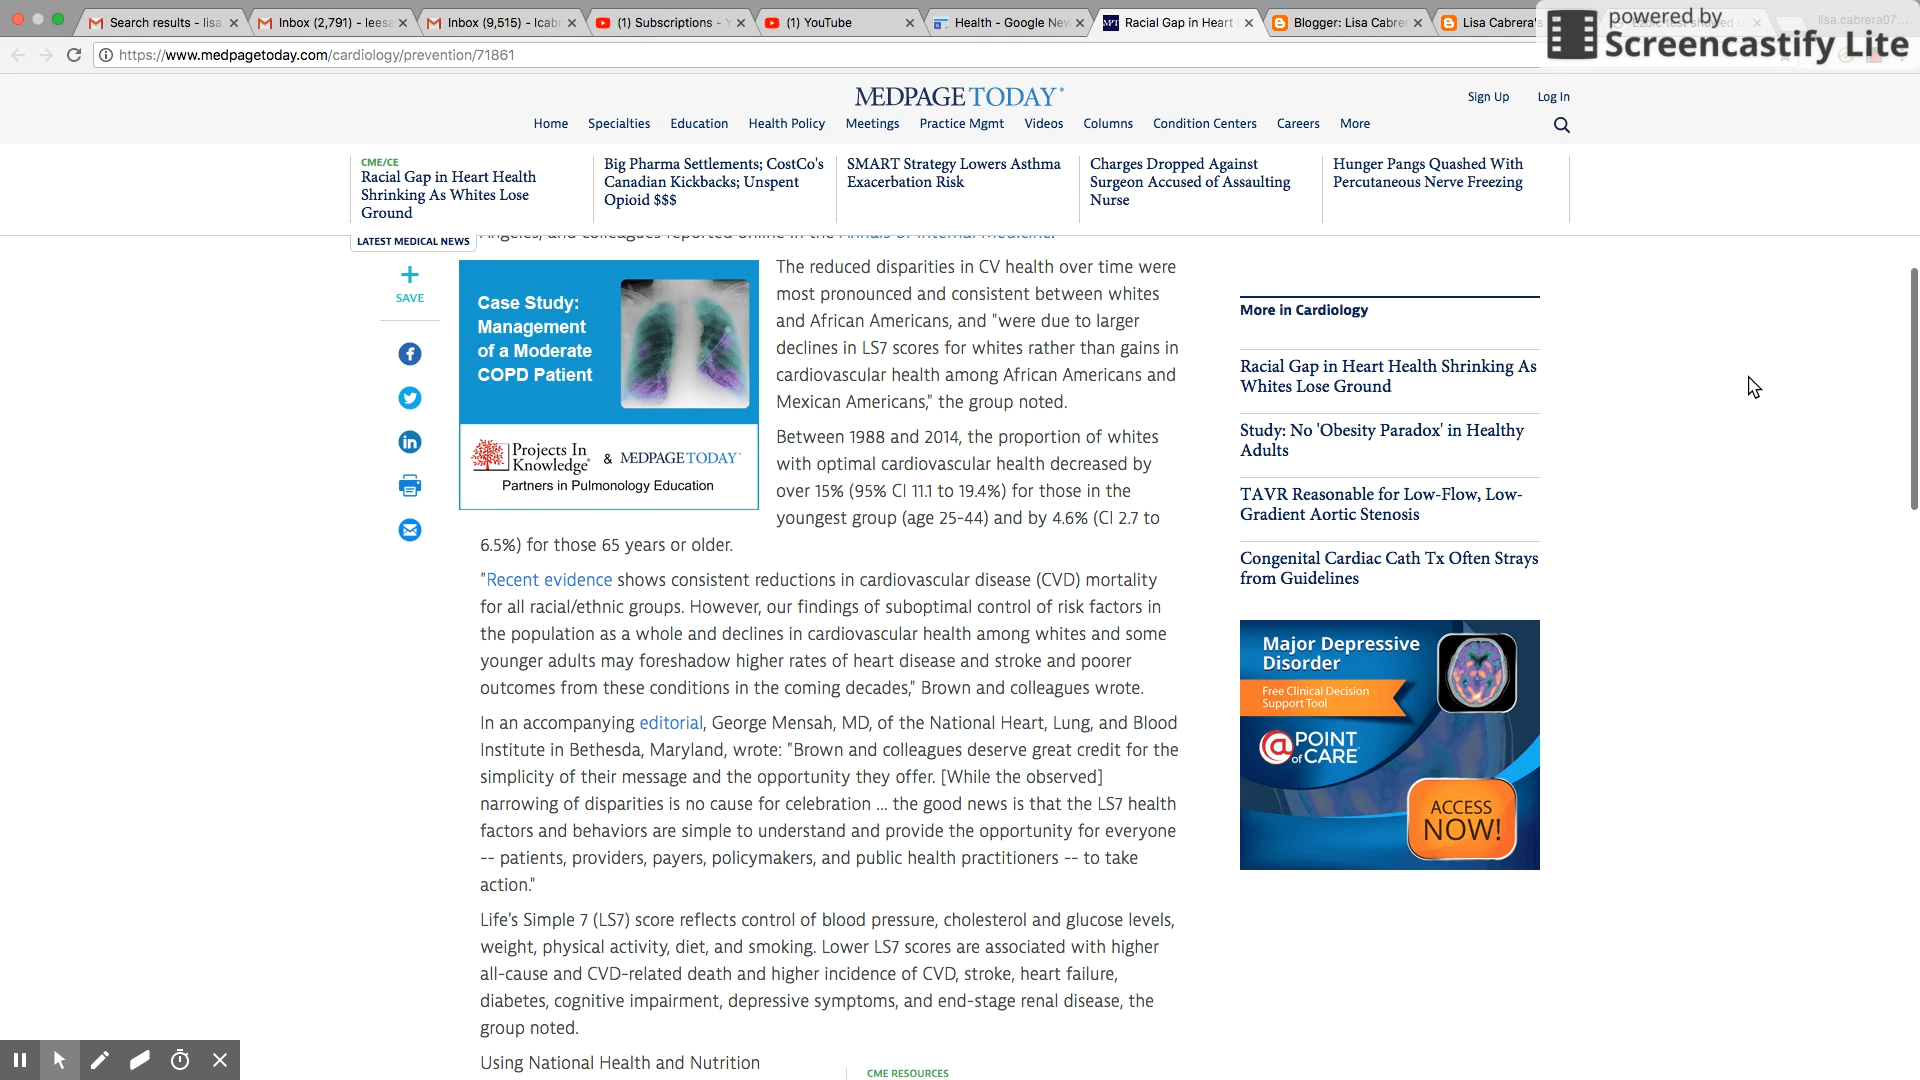 Search results - lisa.
Inbox (2,791) - leesa
Inbox (9,515) - lcabr
(1) Subscriptions - Y
(1) YouTube
Health - Google New
Racial Gap in Heart
Blogger: Lisa Cabrer
Lisa Cabrera's
lisa.cabrera07...
powered by
Screencastify Lite
https://www.medpagetoday.com/cardiology/prevention/71861
MEDPAGE TODAY
Sign Up Log In
Home Specialties Education Health Policy Meetings Practice Mgmt Videos Columns Condition Centers Careers More
CME/CE
Racial Gap in Heart Health
Shrinking As Whites Lose
Ground
Big Pharma Settlements; CostCo's
Canadian Kickbacks; Unspent
Opioid $$$
SMART Strategy Lowers Asthma
Exacerbation Risk
Charges Dropped Against
Surgeon Accused of Assaulting
Nurse
Hunger Pangs Quashed With
Percutaneous Nerve Freezing
LATEST MEDICAL NEWS
Angeles, and colleagues reported online in the Annals of Internal Medicine.
+
SAVE
Case Study:
Management
of a Moderate
COPD Patient
Projects In
Knowledge
& MEDPAGE TODAY
Partners in Pulmonology Education
The reduced disparities in CV health over time were
most pronounced and consistent between whites
and African Americans, and "were due to larger
declines in LS7 scores for whites rather than gains in
cardiovascular health among African Americans and
Mexican Americans," the group noted.
Between 1988 and 2014, the proportion of whites
with optimal cardiovascular health decreased by
over 15% (95% CI 11.1 to 19.4%) for those in the
youngest group (age 25-44) and by 4.6% (CI 2.7 to
6.5%) for those 65 years or older.
"Recent evidence shows consistent reductions in cardiovascular disease (CVD) mortality
for all racial/ethnic groups. However, our findings of suboptimal control of risk factors in
the population as a whole and declines in cardiovascular health among whites and some
younger adults may foreshadow higher rates of heart disease and stroke and poorer
outcomes from these conditions in the coming decades," Brown and colleagues wrote.
In an accompanying editorial, George Mensah, MD, of the National Heart, Lung, and Blood
Institute in Bethesda, Maryland, wrote: "Brown and colleagues deserve great credit for the
simplicity of their message and the opportunity they offer. [While the observed]
narrowing of disparities is no cause for celebration ... the good news is that the LS7 health
factors and behaviors are simple to understand and provide the opportunity for everyone
-- patients, providers, payers, policymakers, and public health practitioners -- to take
action."
Life's Simple 7 (LS7) score reflects control of blood pressure, cholesterol and glucose levels,
weight, physical activity, diet, and smoking. Lower LS7 scores are associated with higher
all-cause and CVD-related death and higher incidence of CVD, stroke, heart failure,
diabetes, cognitive impairment, depressive symptoms, and end-stage renal disease, the
group noted.
Using National Health and Nutrition
CME RESOURCES
More in Cardiology
Racial Gap in Heart Health Shrinking As
Whites Lose Ground
Study: No 'Obesity Paradox' in Healthy
Adults
TAVR Reasonable for Low-Flow, Low-
Gradient Aortic Stenosis
Congenital Cardiac Cath Tx Often Strays
from Guidelines
Major Depressive
Disorder
Free Clinical Decision
Support Tool
@POINT
of CARE
ACCESS
NOW!